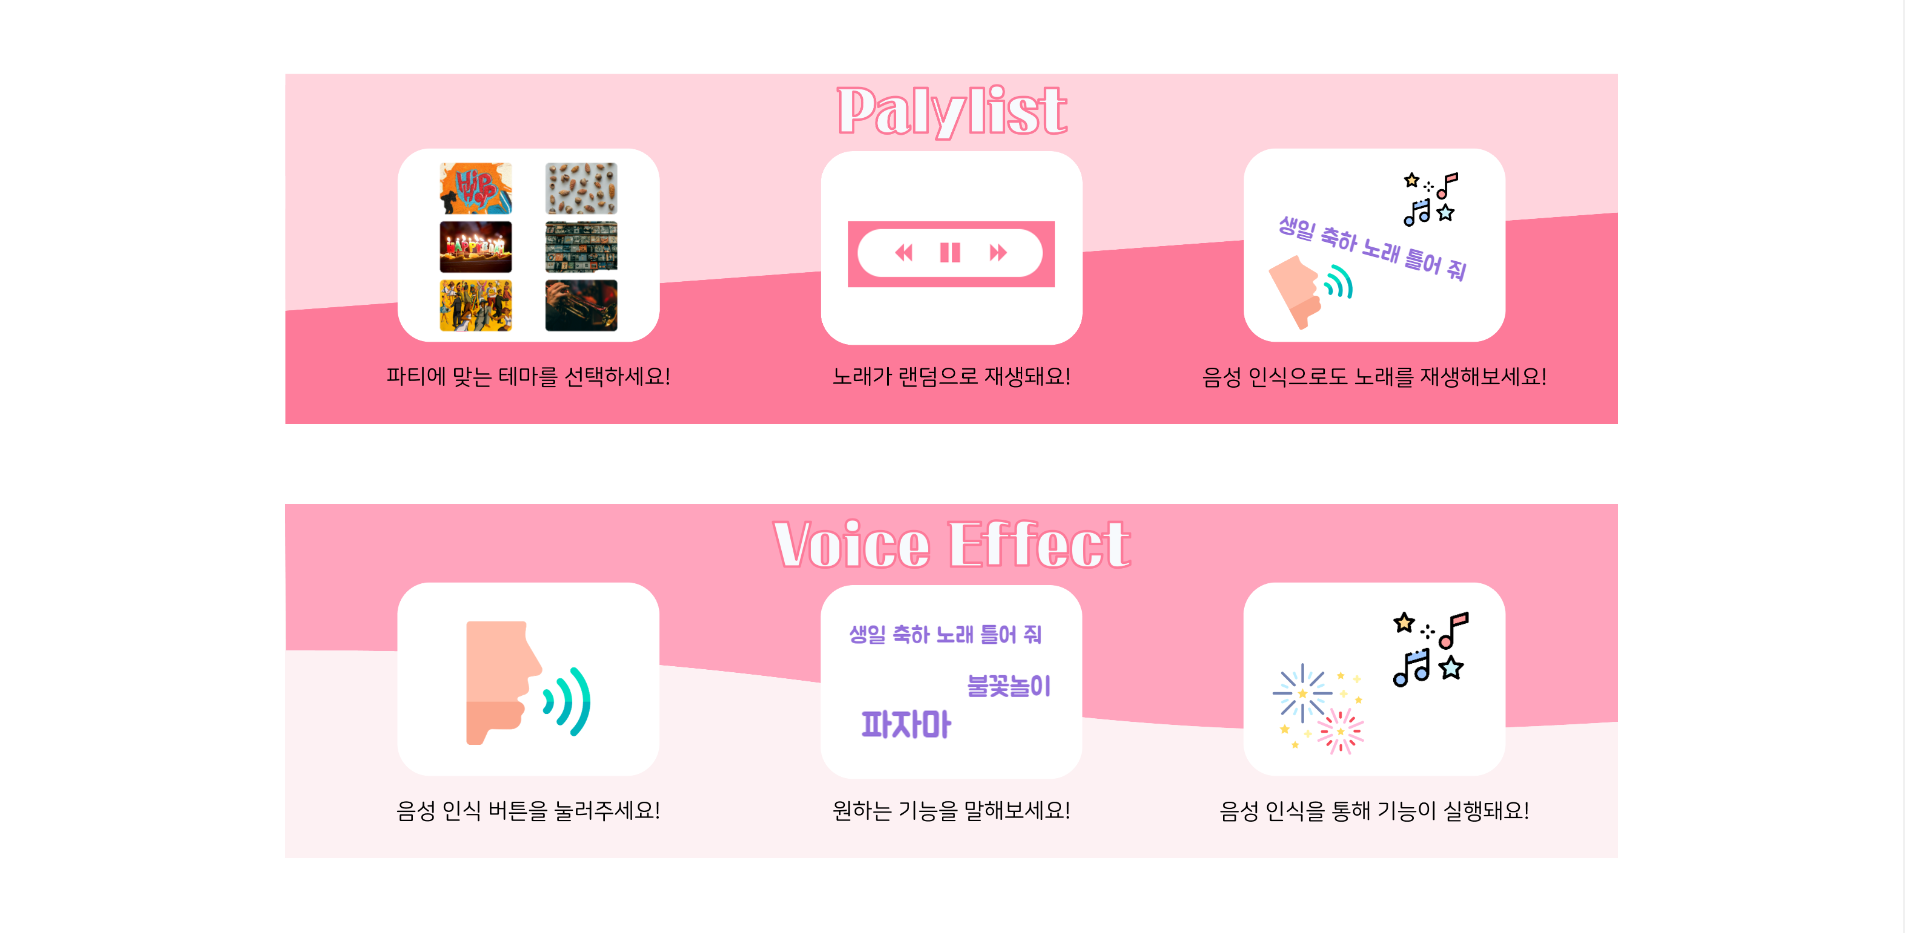 Palylist
HiP
HOP
HAPPY
생일 축하 노래 틀어 줘
파티에 맞는 테마를 선택하세요!
노래가 랜덤으로 재생돼요!
음성 인식으로도 노래를 재생해보세요!
Voice Effect
생일 축하 노래 틀어 줘
불꽃놀이
파자마
음성 인식 버튼을 눌러주세요!
원하는 기능을 말해보세요!
음성 인식을 통해 기능이 실행돼요!